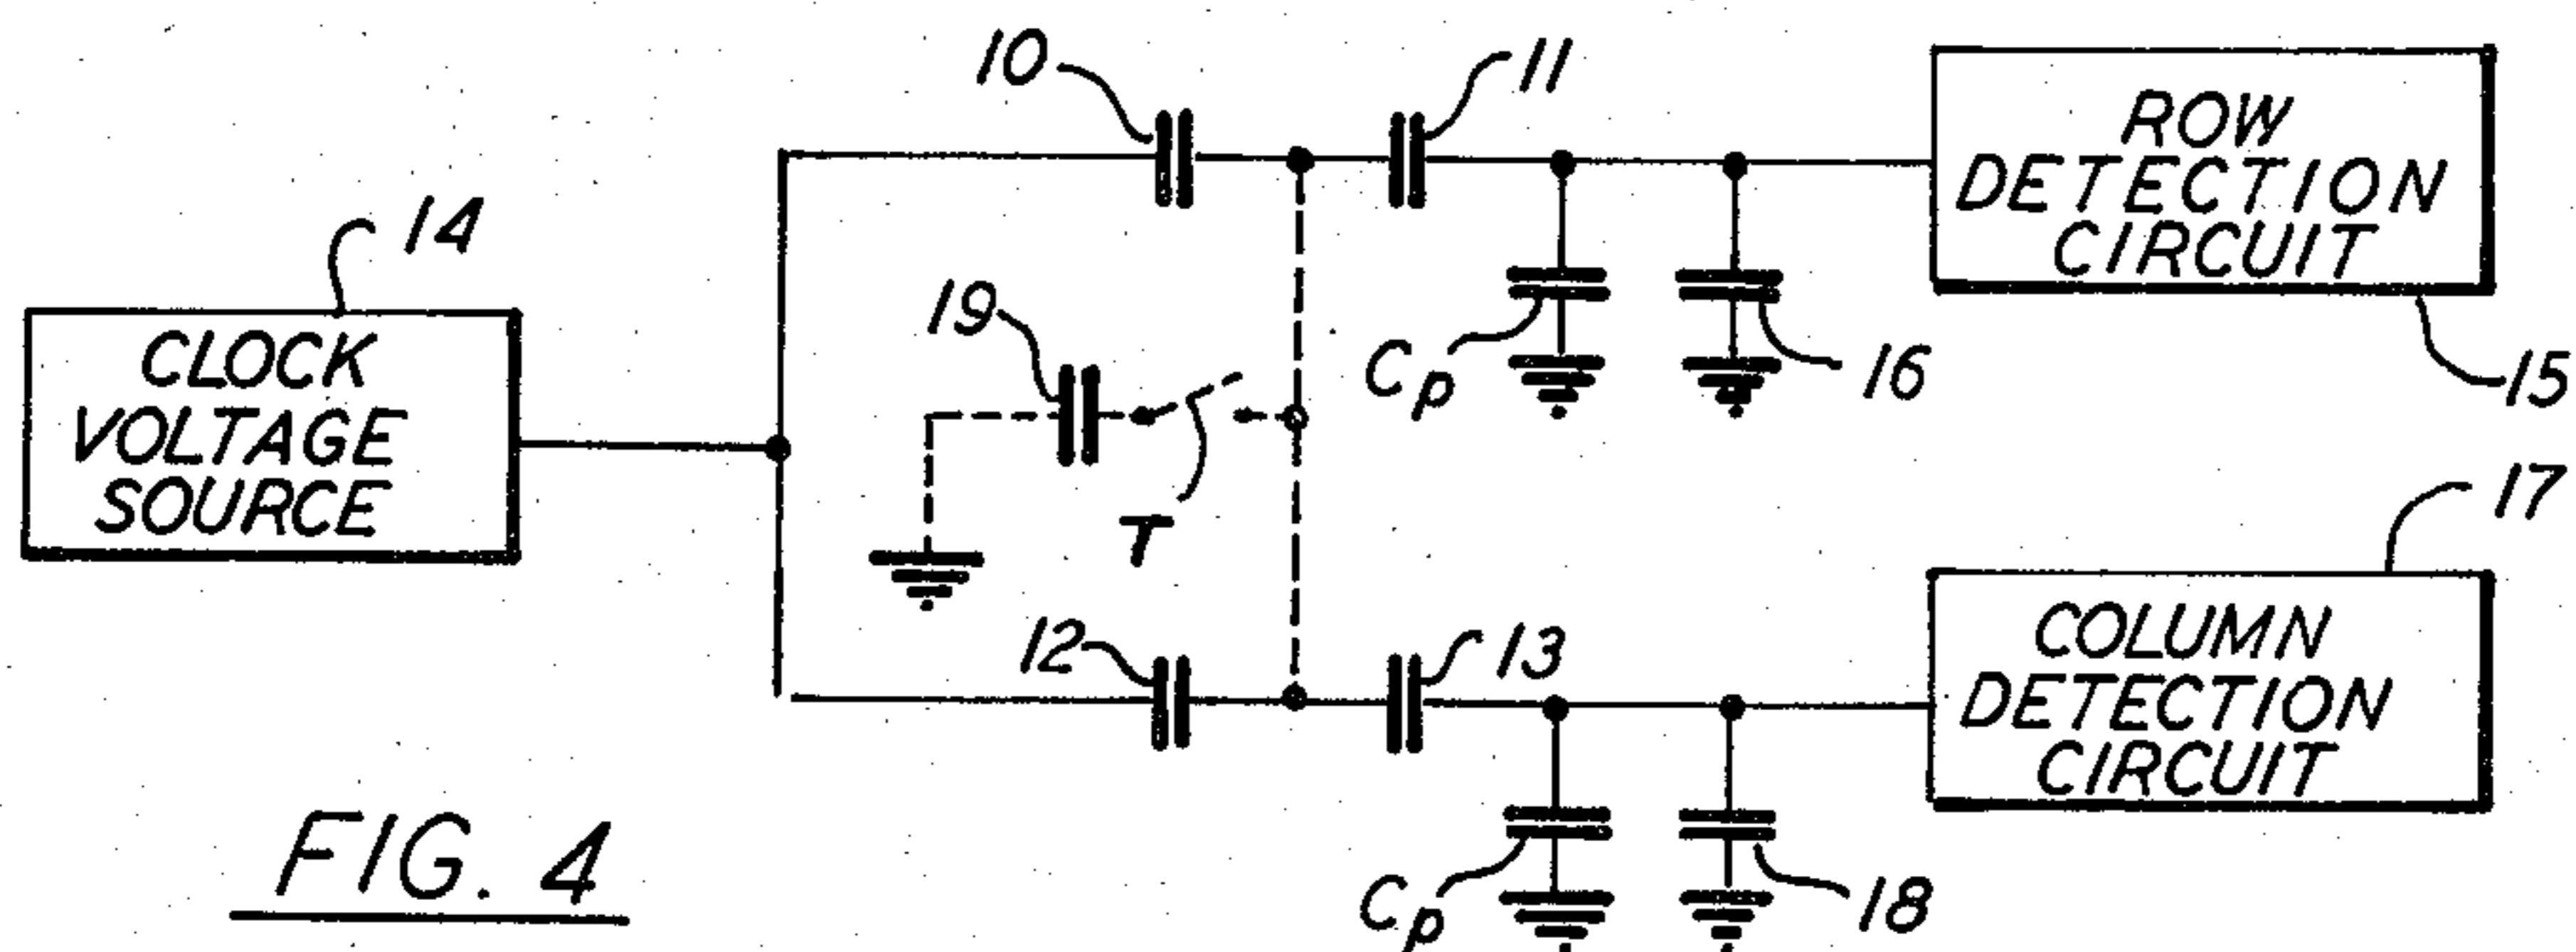 10
11
ROW
DETECTION
CIRCUIT
14
CLOCK
VOLTAGE
SOURCE
19
Cp
16
15
T
17
12
13
COLUMN
DETECTION
CIRCUIT
Cp
18
FIG. 4